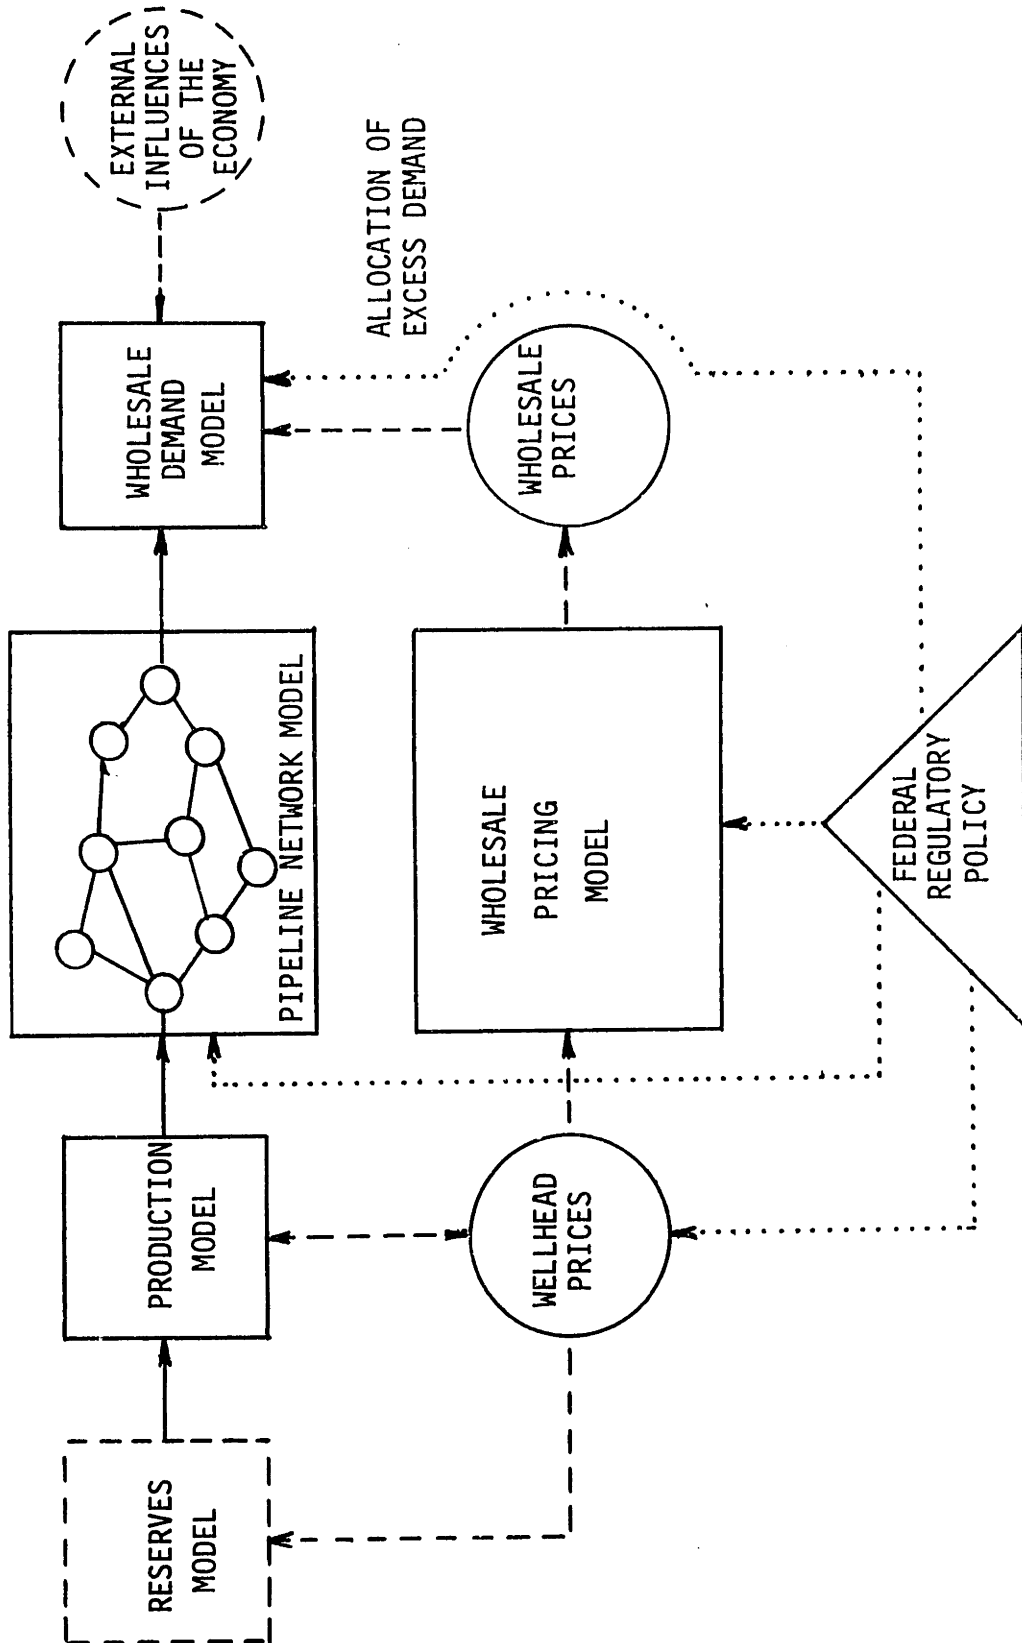 RESERVES
MODEL
PRODUCTION
MODEL
PIPELINE NETWORK MODEL
WHOLESALE
DEMAND
MODEL
EXTERNAL
INFLUENCES
OF THE
ECONOMY
ALLOCATION OF
EXCESS DEMAND
WELLHEAD
PRICES
WHOLESALE
PRICING
MODEL
WHOLESALE
PRICES
FEDERAL
REGULATORY
POLICY